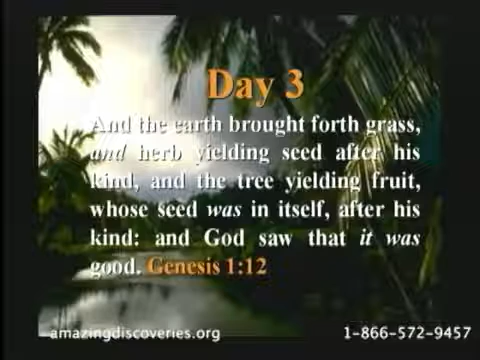 Day 3
And the earth brought forth grass,
and herb yielding seed after his
kind, and the tree yielding fruit,
whose seed was in itself, after his
kind: and God saw that it was
good. Genesis 1:12
amazingdiscoveries.org 1-866-572-9457